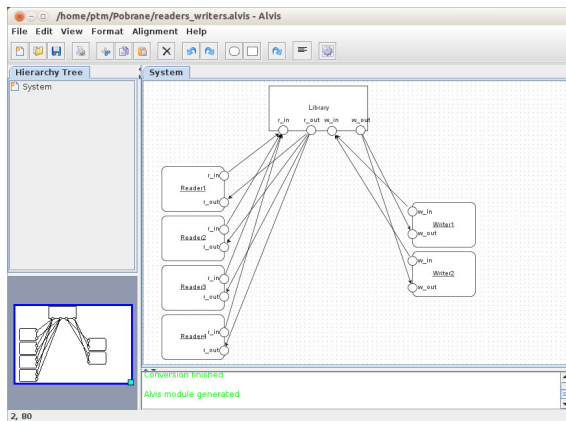 /home/ptm/Pobrane/readers_writers.alvis - Alvis
File Edit View Format Alignment Help
Hierarchy Tree
System
System
Library
r_in r_out w_in w_out
r_in
Reader1
r_out
r_in
Reader2
r_out
r_in
Reader3
r_out
r_in
Reader4
r_out
w_in
Writer1
w_out
w_in
Writer2
w_out
Conversion finished
Alvis module generated
2, 80